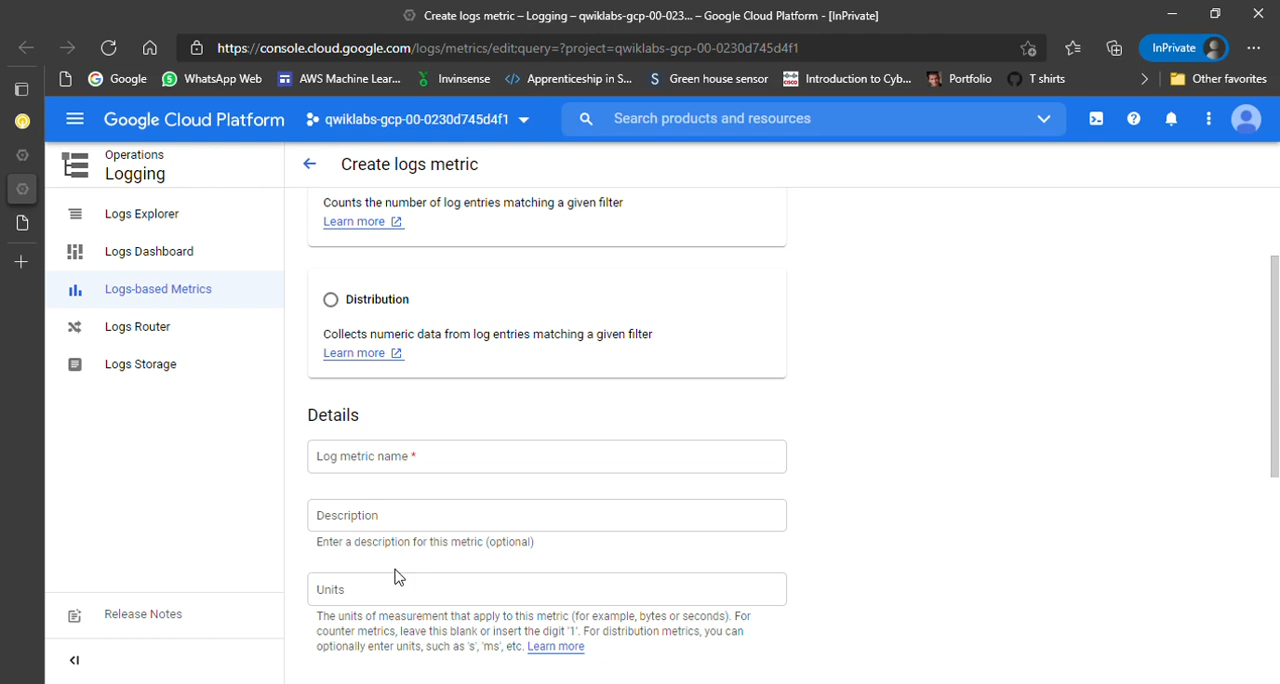 Create logs metric – Logging – qwiklabs-gcp-00-023... – Google Cloud Platform - [InPrivate]
https://console.cloud.google.com/logs/metrics/edit:query=?project=qwiklabs-gcp-00-0230d745d4f1
InPrivate
Google
WhatsApp Web
AWS Machine Lear...
Invinsense
Apprenticeship in S...
Green house sensor
Introduction to Cyb...
Portfolio
T shirts
Other favorites
Google Cloud Platform
qwiklabs-gcp-00-0230d745d4f1
Search products and resources
Operations
Logging
Create logs metric
Logs Explorer
Logs Dashboard
Logs-based Metrics
Logs Router
Logs Storage
Release Notes
Counts the number of log entries matching a given filter
Learn more
Distribution
Collects numeric data from log entries matching a given filter
Learn more
Details
Log metric name *
Description
Enter a description for this metric (optional)
Units
The units of measurement that apply to this metric (for example, bytes or seconds). For
counter metrics, leave this blank or insert the digit '1'. For distribution metrics, you can
optionally enter units, such as 's', 'ms', etc. Learn more